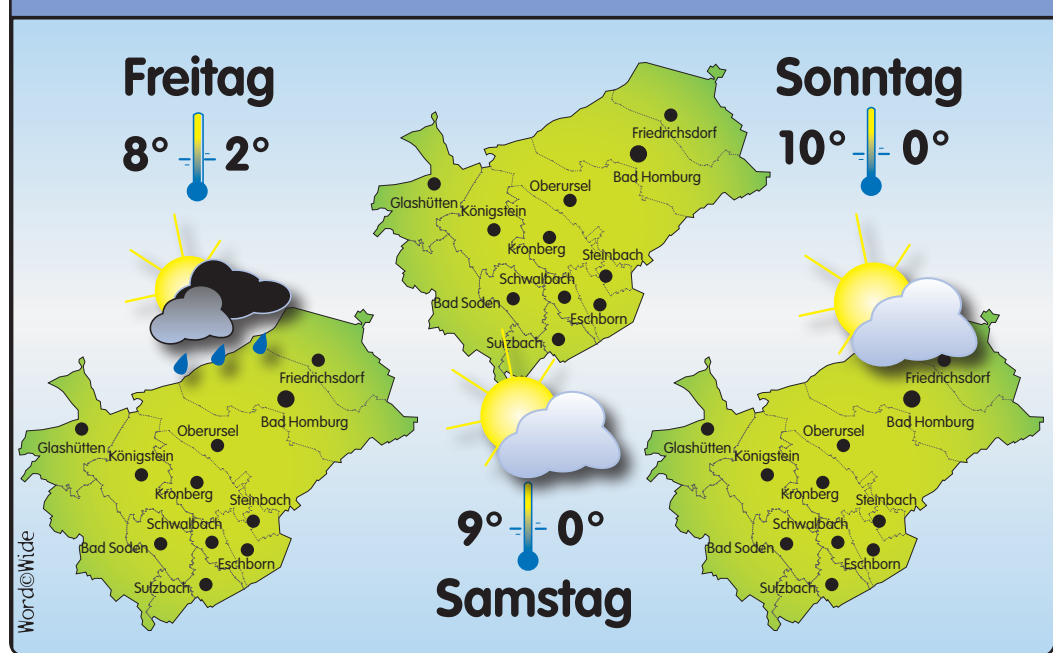 Freitag
8° 2°
Friedrichsdorf
Bad Homburg
Oberursel
Glashütten
Königstein
Kronberg
Steinbach
Schwalbach
Bad Soden
Eschborn
Sulzbach
Word©Wide
Friedrichsdorf
Bad Homburg
Oberursel
Glashütten
Königstein
Kronberg
Steinbach
Schwalbach
Bad Soden
Eschborn
Sulzbach
9° 0°
Samstag
Sonntag
10° 0°
Friedrichsdorf
Bad Homburg
Oberursel
Glashütten
Königstein
Kronberg
Steinbach
Schwalbach
Bad Soden
Eschborn
Sulzbach